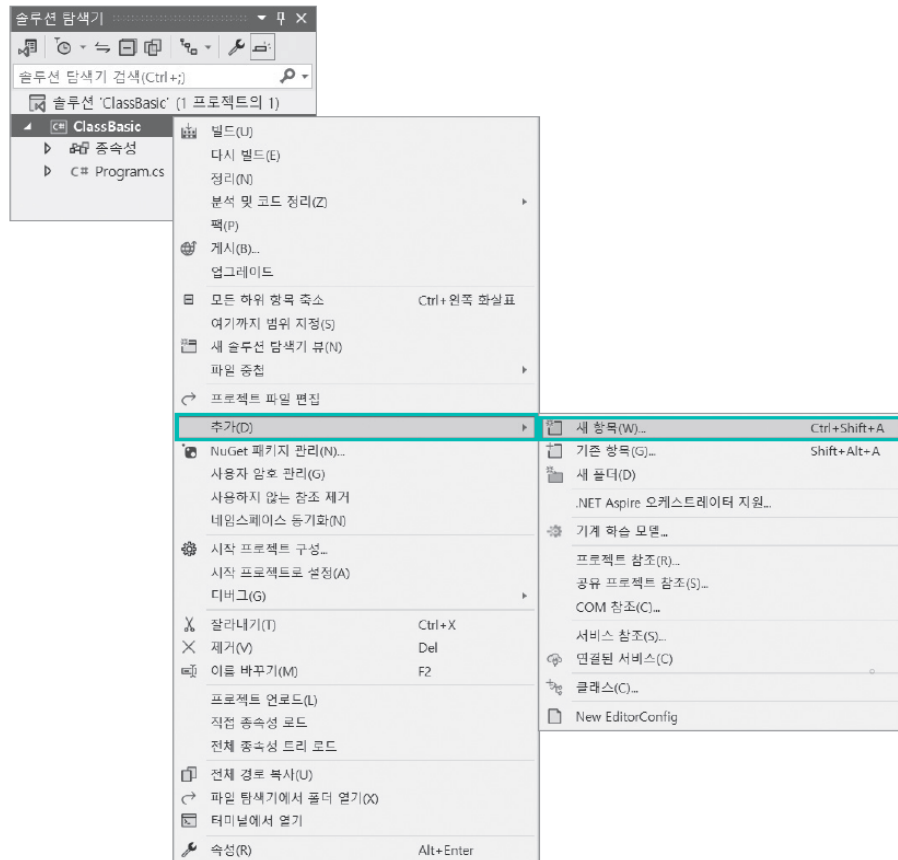 솔루션 탐색기
솔루션 탐색기 검색(Ctrl+;)
솔루션 'ClassBasic' (1 프로젝트의 1)
C# ClassBasic
종속성
C# Program.cs
빌드(U)
다시 빌드(E)
정리(N)
분석 및 코드 정리(Z)
팩(P)
게시(B)...
업그레이드
모든 하위 항목 축소 Ctrl+왼쪽 화살표
여기까지 범위 지정(S)
새 솔루션 탐색기 뷰(N)
파일 중첩
프로젝트 파일 편집
추가(D)
NuGet 패키지 관리(N)...
사용자 암호 관리(G)
사용하지 않는 참조 제거
네임스페이스 동기화(N)
시작 프로젝트 구성...
시작 프로젝트로 설정(A)
디버그(G)
잘라내기(T) Ctrl+X
제거(V) Del
이름 바꾸기(M) F2
프로젝트 언로드(L)
직접 종속성 로드
전체 종속성 트리 로드
전체 경로 복사(U)
파일 탐색기에서 폴더 열기(X)
터미널에서 열기
속성(R) Alt+Enter
새 항목(W)... Ctrl+Shift+A
기존 항목(G)... Shift+Alt+A
새 폴더(D)
.NET Aspire 오케스트레이터 지원...
기계 학습 모델...
프로젝트 참조(R)...
공유 프로젝트 참조(S)...
COM 참조(C)...
서비스 참조(S)...
연결된 서비스(C)
클래스(C)...
New EditorConfig